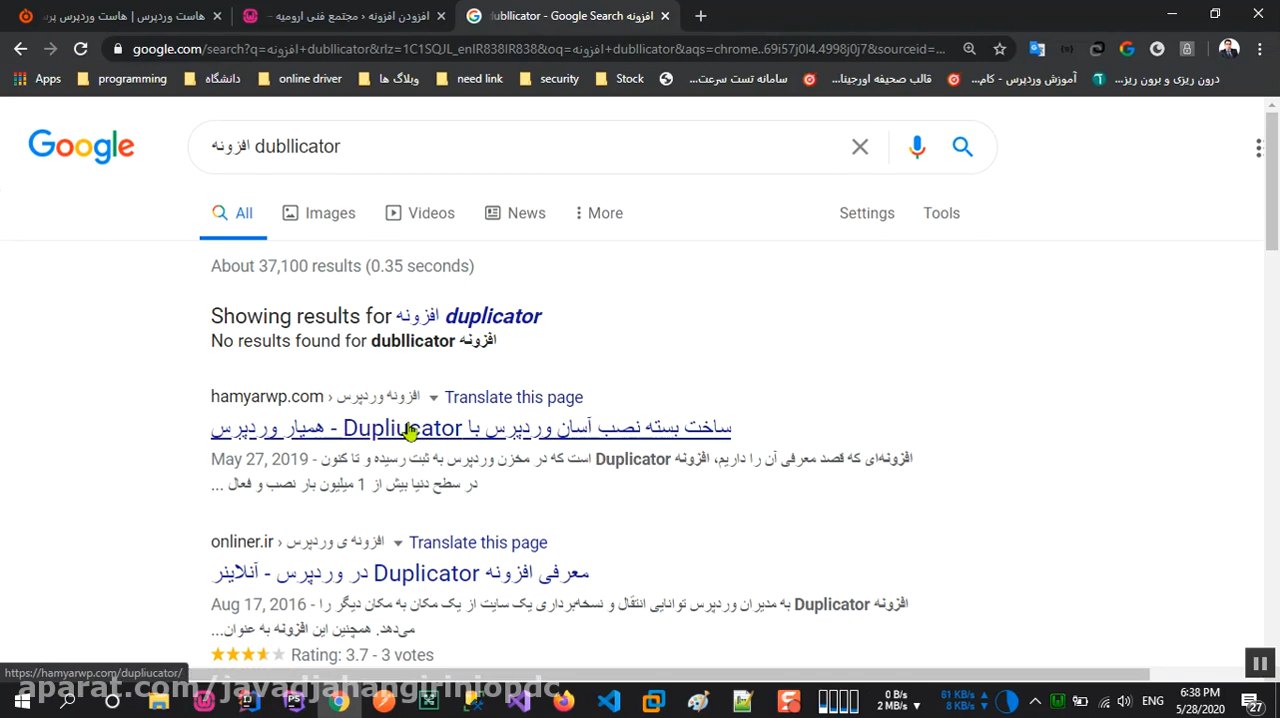 هاست وردپرس | هاست وردپرس پرس
افزودن افزونه ‹ مجتمع فنی ارومیه –
افزونه dubllicator - Google Search
google.com/search?q=افزونه+dubllicator&rlz=1C1SQJL_enIR838IR838&oq=افزونه+dubllicator&aqs=chrome..69i57j0l4.4998j0j7&sourceid=...
Apps programming دانشگاه online driver وبلاگ ها need link security Stock سامانه تست سرعت... قالب صحیفه اورجینا... آموزش وردپرس - کام... درون ریزی و برون ریز...
Google
افزونه dubllicator
All Images Videos News More Settings Tools
About 37,100 results (0.35 seconds)
Showing results for افزونه duplicator
No results found for dubllicator افزونه
hamyarwp.com › افزونه وردپرس Translate this page
ساخت بسته نصب آسان وردپرس با Dupliucator - همیار وردپرس
May 27, 2019 - افزونه‌ای که قصد معرفی آن را داریم، افزونه Duplicator است که در مخزن وردپرس به ثبت رسیده و تا کنون
در سطح دنیا بیش از 1 میلیون بار نصب و فعال ...
onliner.ir › افزونه ی وردپرس Translate this page
معرفی افزونه Duplicator در وردپرس - آنلاینر
Aug 17, 2016 - افزونه Duplicator به مدیران وردپرس توانایی انتقال و نسخه‌برداری یک سایت از یک مکان به مکان دیگر را
می‌دهد. همچنین این افزونه به عنوان...
Rating: 3.7 - 3 votes
https://hamyarwp.com/dupliucator/
aparat.com/javadjahangiriniopdc
0 B/s
2 MB/s
61 KB/s
8 KB/s
ENG
6:38 PM
5/28/2020
27